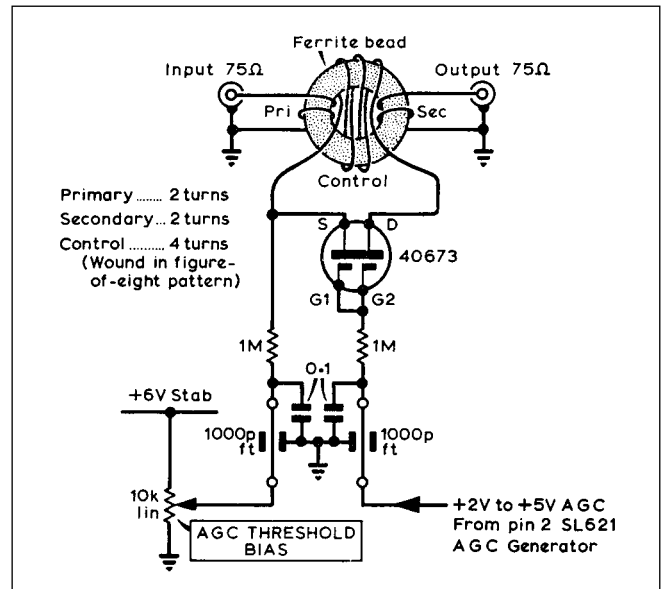 Ferrite bead
Input 75Ω
Output 75Ω
Pri
Sec
Control
Primary ...... 2 turns
Secondary ... 2 turns
Control ......... 4 turns
(Wound in figure-
of-eight pattern)
S
D
40673
G1
G2
1M
1M
0·1
+6V Stab
1000p
ft
1000p
ft
10k
lin
AGC THRESHOLD
BIAS
+2V to +5V AGC
From pin 2 SL621
AGC Generator